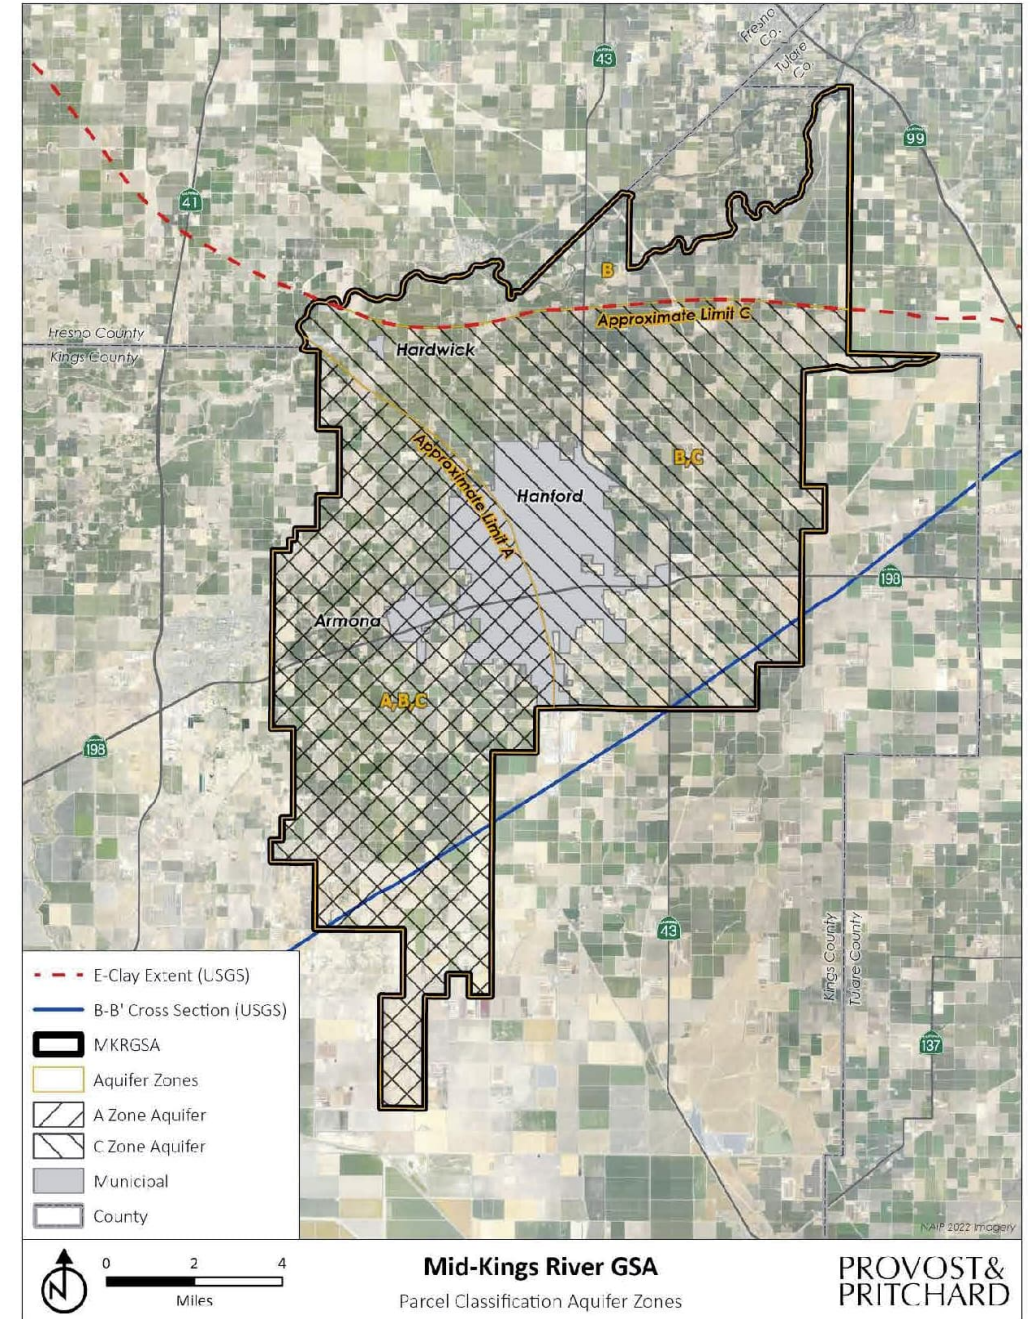 Fresno
Co.
Tulare
Co.
43
99
41
B
Approximate Limit C
Fresno County
Kings County
Hardwick
Approximate Limit A
B,C
Hanford
198
Armona
A,B,C
198
43
Kings County
Tulare County
137
E-Clay Extent (USGS)
B-B' Cross Section (USGS)
MKRGSA
Aquifer Zones
A Zone Aquifer
C Zone Aquifer
Municipal
County
NAIP 2022 Imagery
N
0 2 4
Miles
Mid-Kings River GSA
Parcel Classification Aquifer Zones
PROVOST&
PRITCHARD